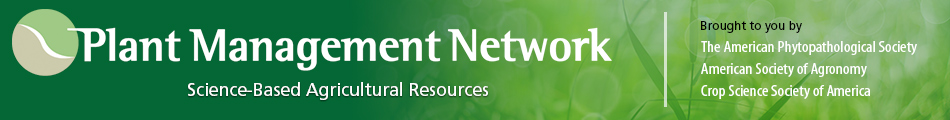 Plant Management Network
Science-Based Agricultural Resources
Brought to you by
The American Phytopathological Society
American Society of Agronomy
Crop Science Society of America